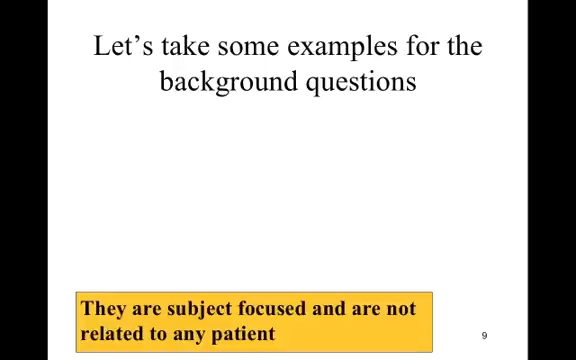 Let's take some examples for the
background questions
They are subject focused and are not
related to any patient
9